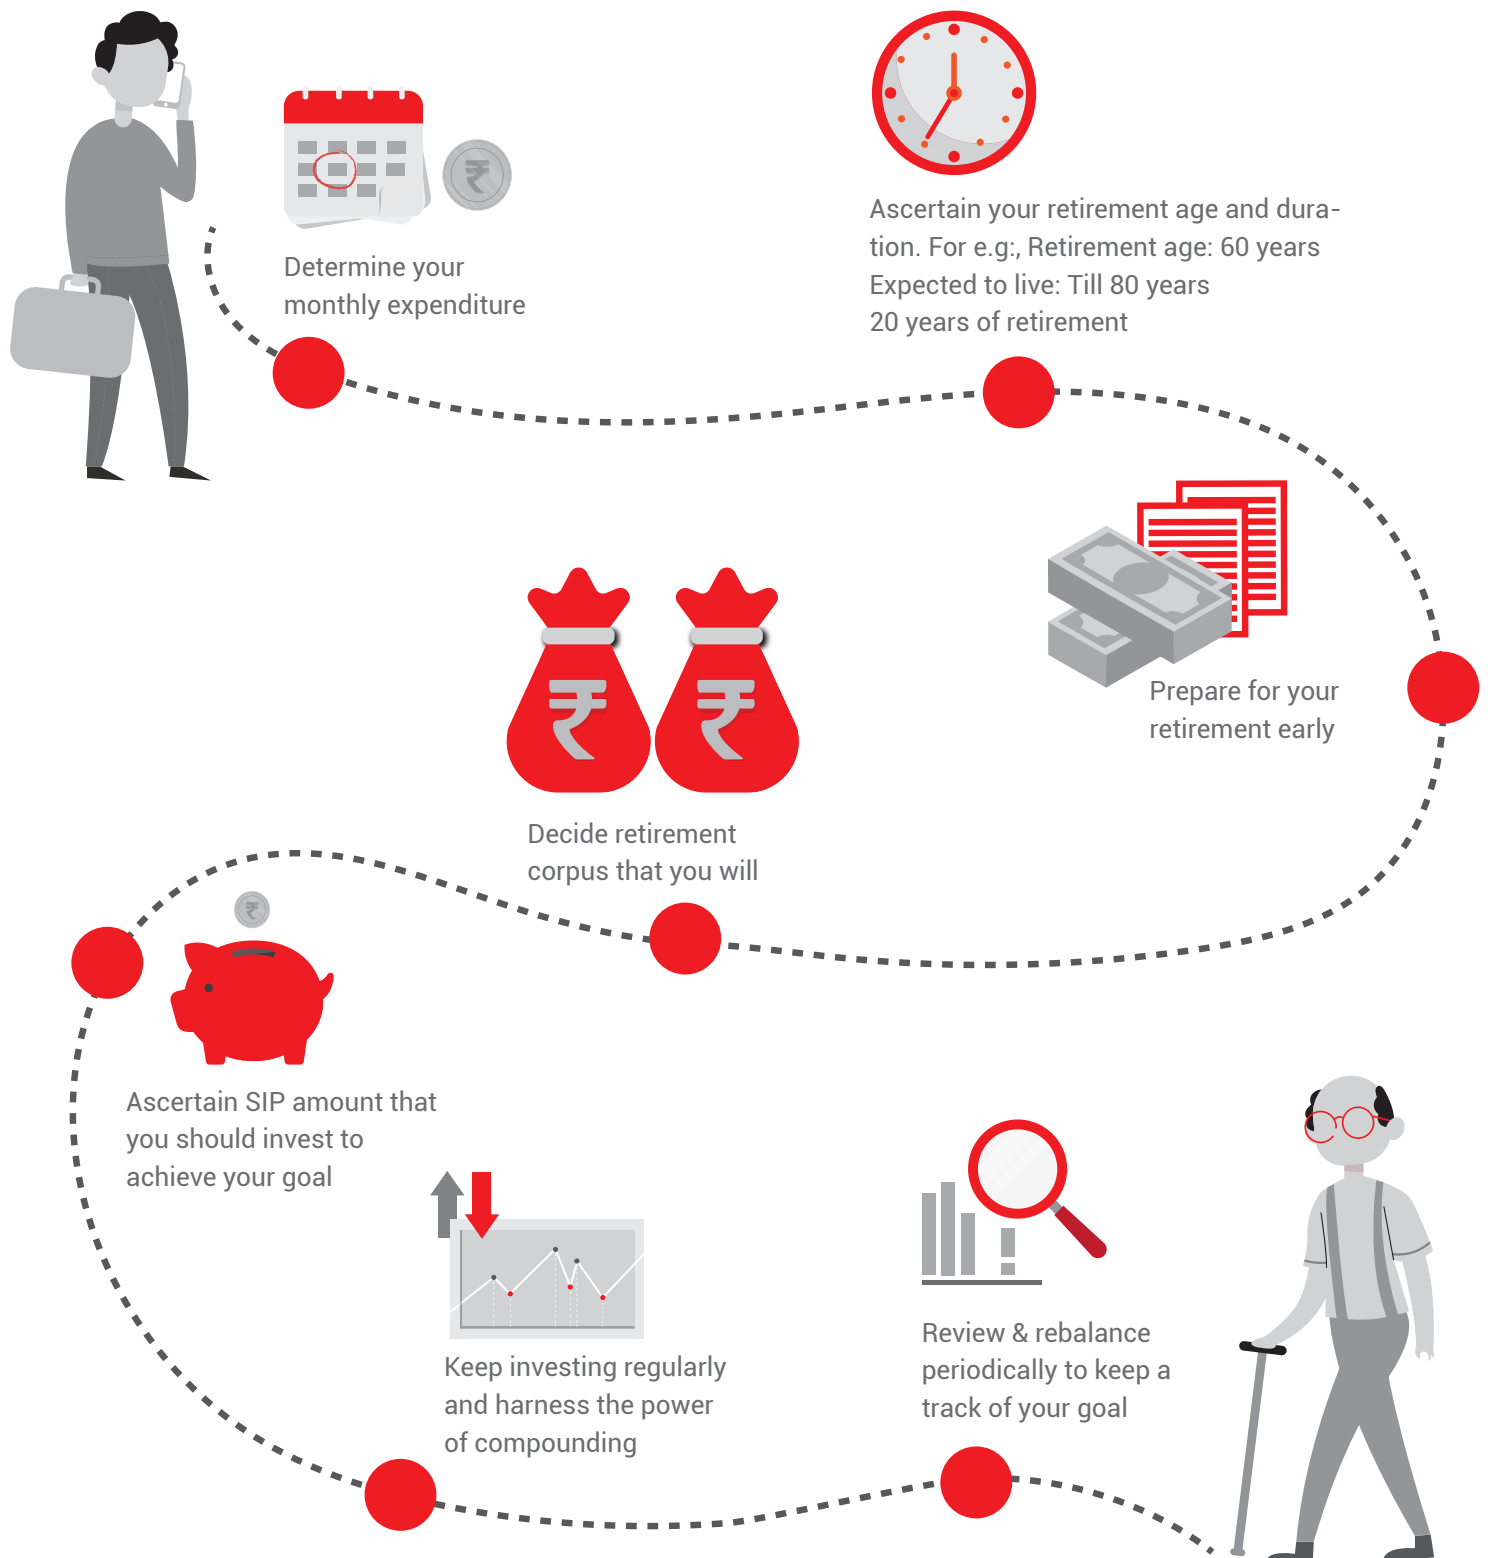 Determine your
monthly expenditure
Ascertain your retirement age and dura-
tion. For e.g:, Retirement age: 60 years
Expected to live: Till 80 years
20 years of retirement
Prepare for your
retirement early
₹ ₹
Decide retirement
corpus that you will
Ascertain SIP amount that
you should invest to
achieve your goal
Keep investing regularly
and harness the power
of compounding
Review & rebalance
periodically to keep a
track of your goal